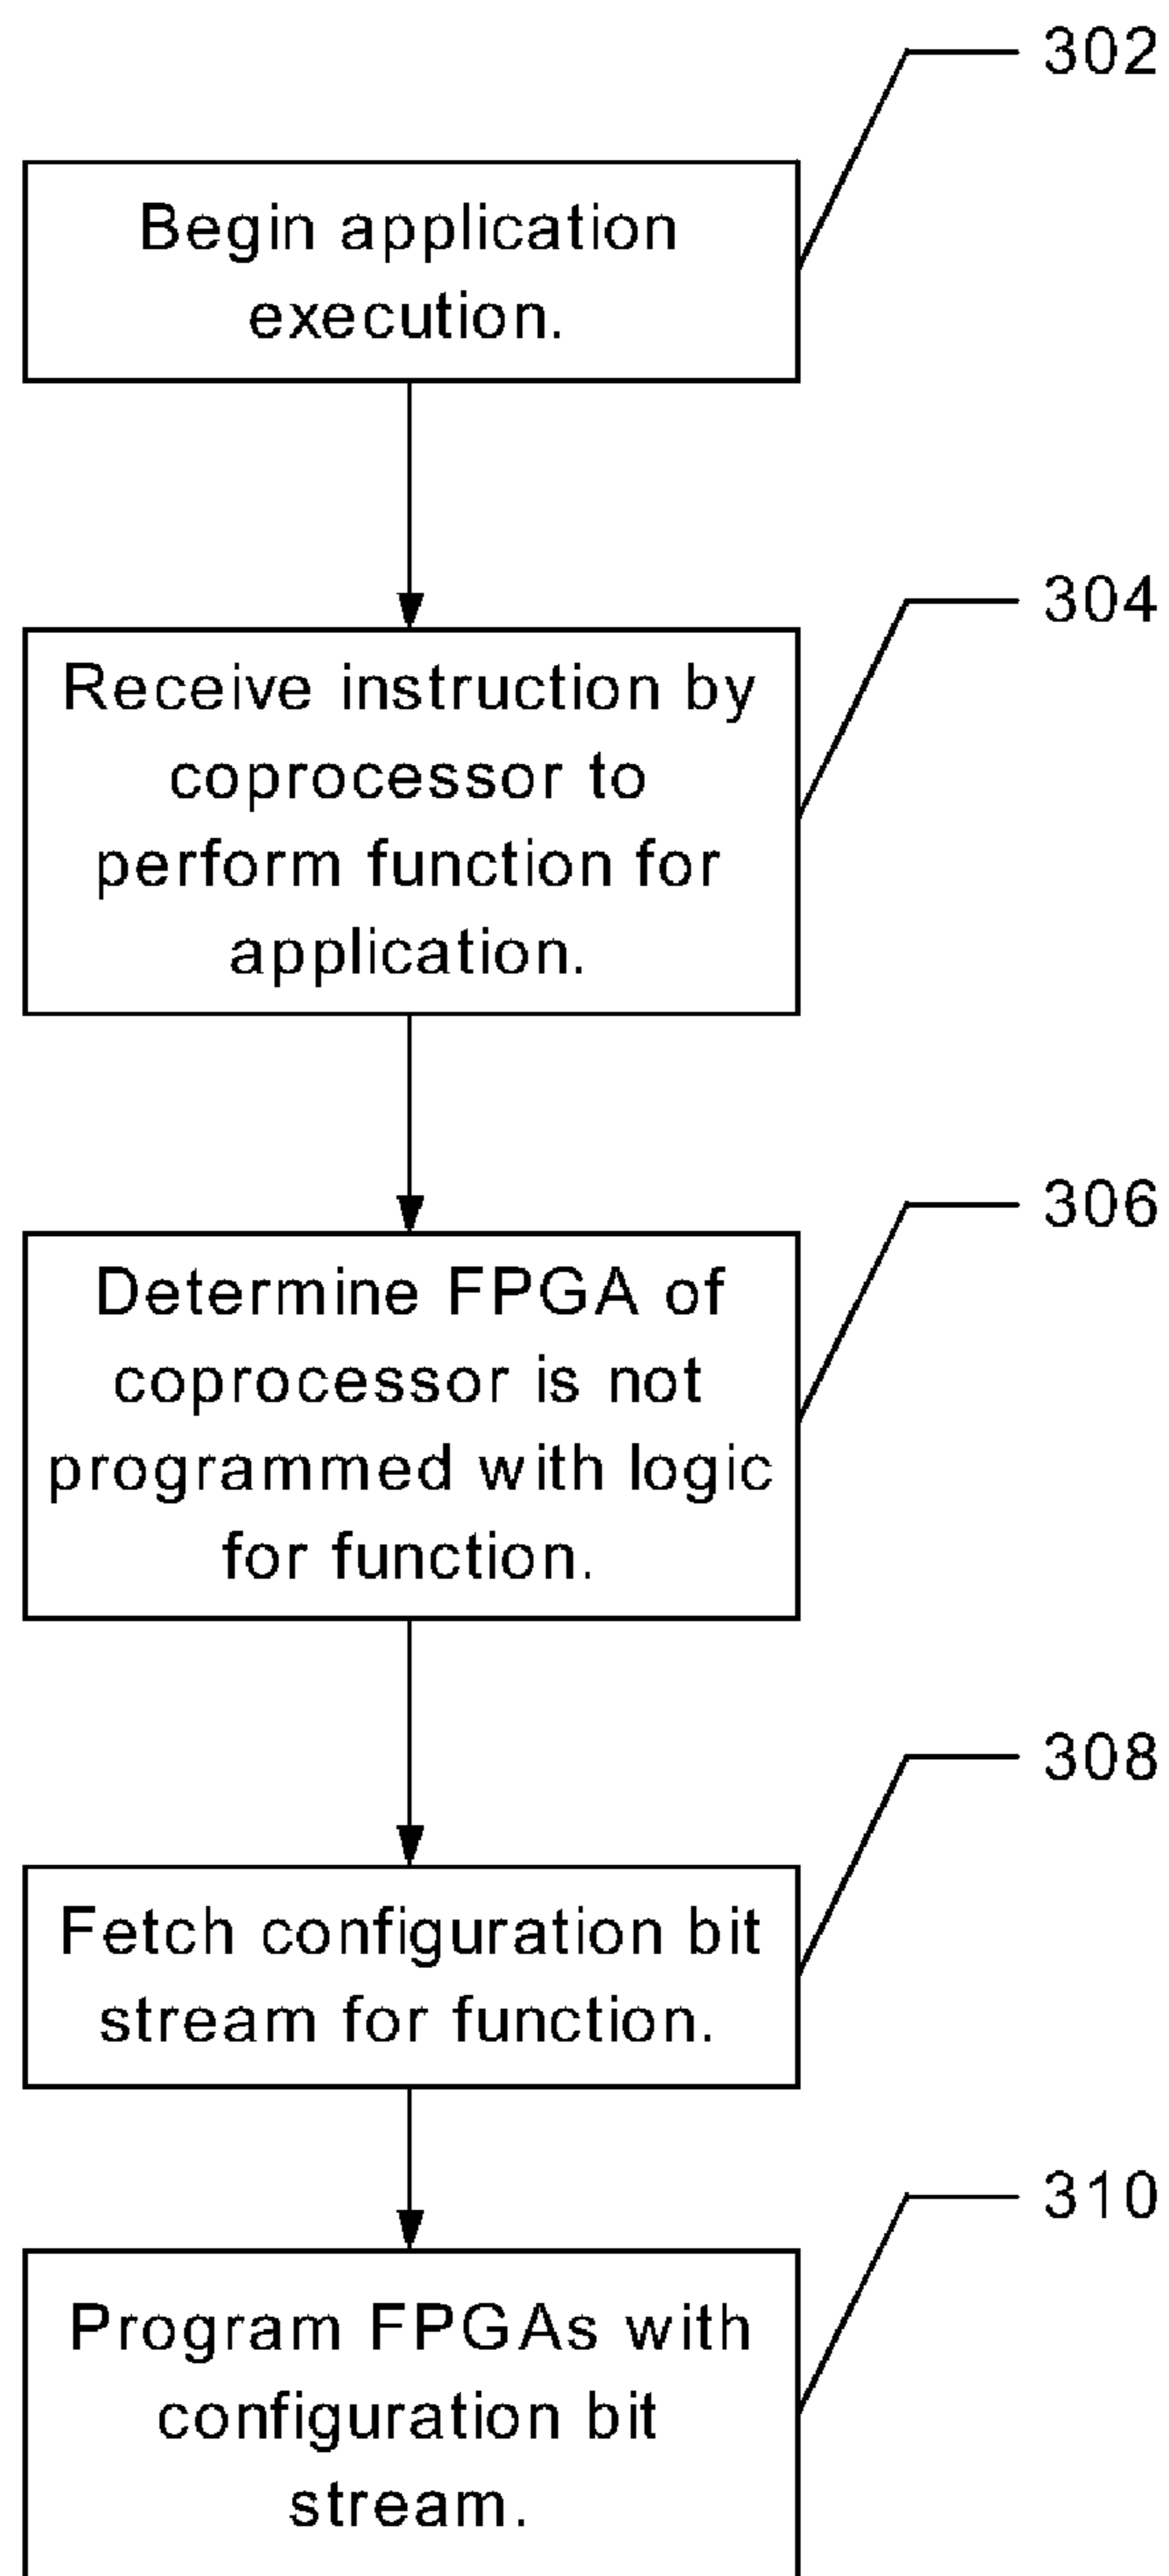 302
Begin application
execution.
304
Receive instruction by
coprocessor to
perform function for
application.
306
Determine FPGA of
coprocessor is not
programmed with logic
for function.
308
Fetch configuration bit
stream for function.
310
Program FPGAs with
configuration bit
stream.